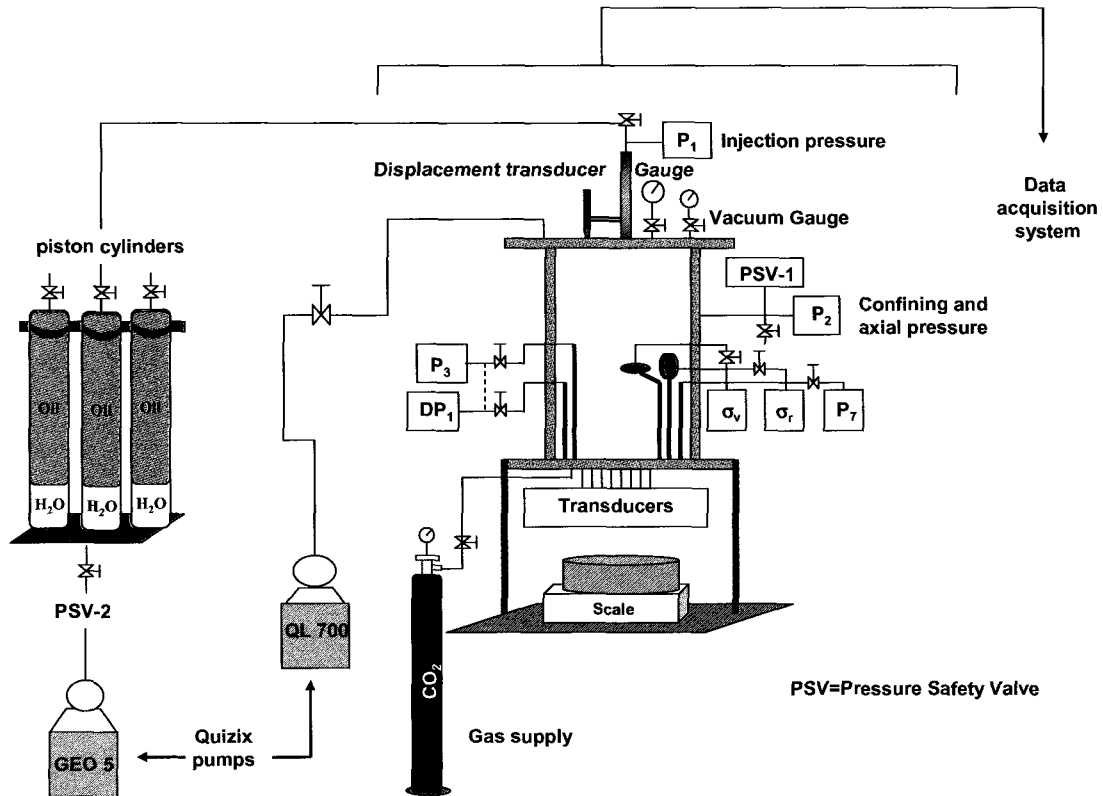 P1
Injection pressure
Displacement transducer
Gauge
Vacuum Gauge
Data
acquisition
system
piston cylinders
PSV-1
P2
Confining and
axial pressure
P3
DP1
σv
σr
P7
Oil
Oil
Oil
H2O
H2O
H2O
Transducers
Scale
PSV-2
QL 700
CO2
PSV=Pressure Safety Valve
Quizix
pumps
Gas supply
GEO 5